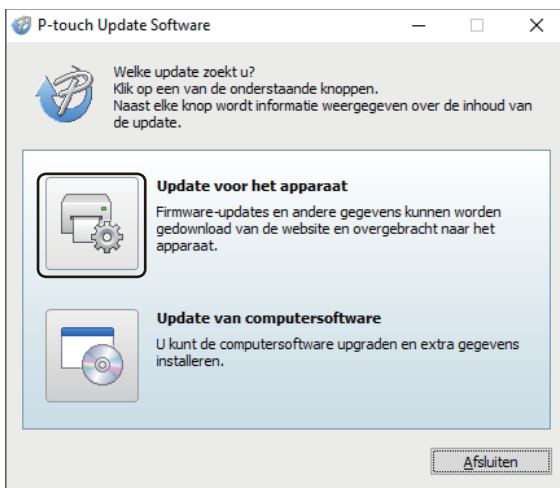 P-touch Update Software
Welke update zoekt u?
Klik op een van de onderstaande knoppen.
Naast elke knop wordt informatie weergegeven over de inhoud van
de update.
Update voor het apparaat
Firmware-updates en andere gegevens kunnen worden
gedownload van de website en overgebracht naar het
apparaat.
Update van computersoftware
U kunt de computersoftware upgraden en extra gegevens
installeren.
Afsluiten